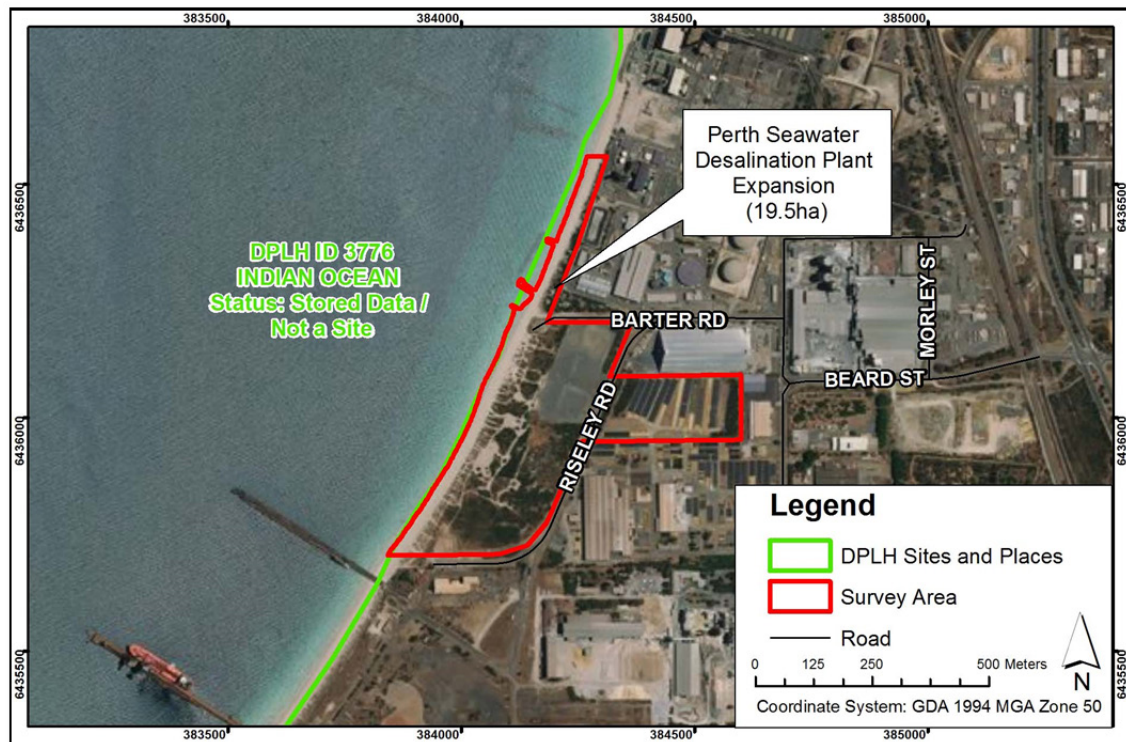 383500 384000 384500 385000
6436500
6436000
6435500
Perth Seawater
Desalination Plant
Expansion
(19.5ha)
DPLH ID 3776
INDIAN OCEAN
Status: Stored Data /
Not a Site
BARTER RD
MORLEY ST
BEARD ST
RISELEY RD
6436500
6436000
6435500
Legend
DPLH Sites and Places
Survey Area
Road
0 125 250 500 Meters
N
Coordinate System: GDA 1994 MGA Zone 50
383500 384000 384500 385000